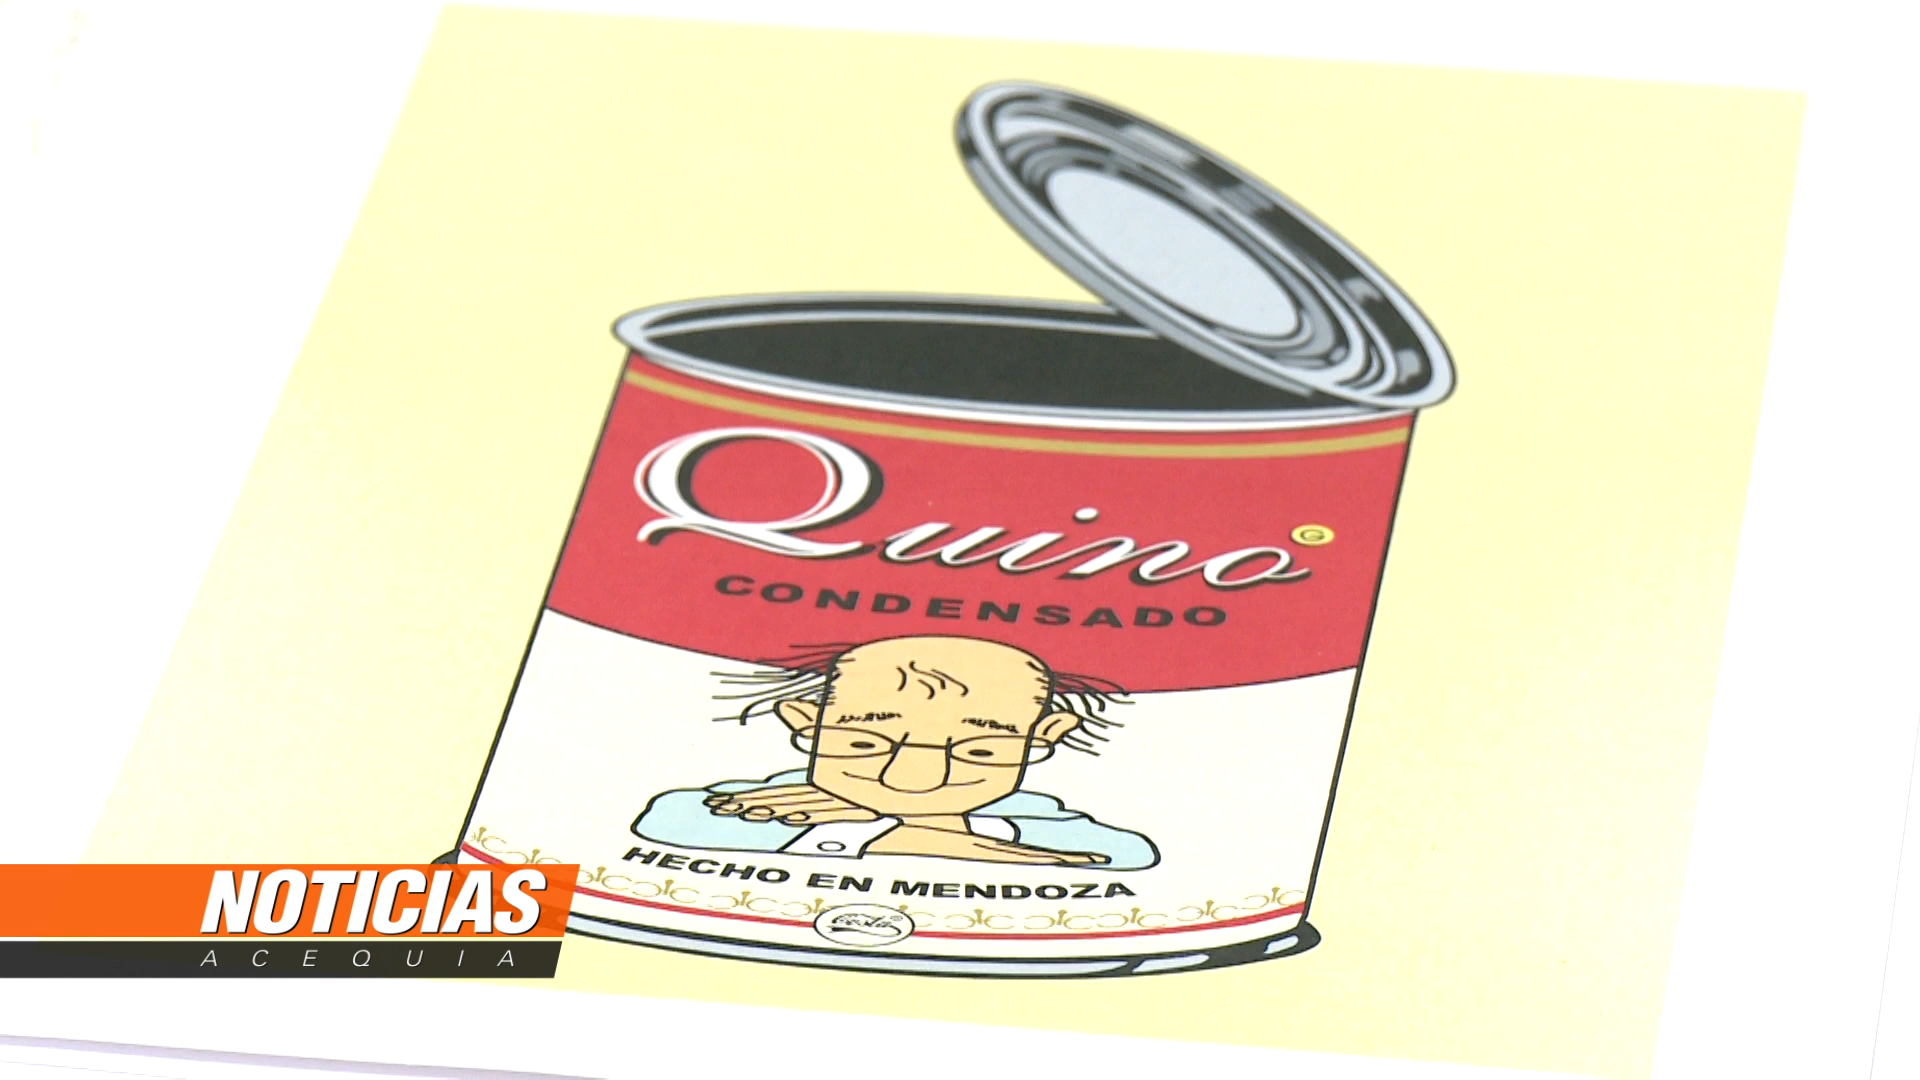 Quino
G
CONDENSADO
HECHO EN MENDOZA
NOTICIAS
ACEQUIA